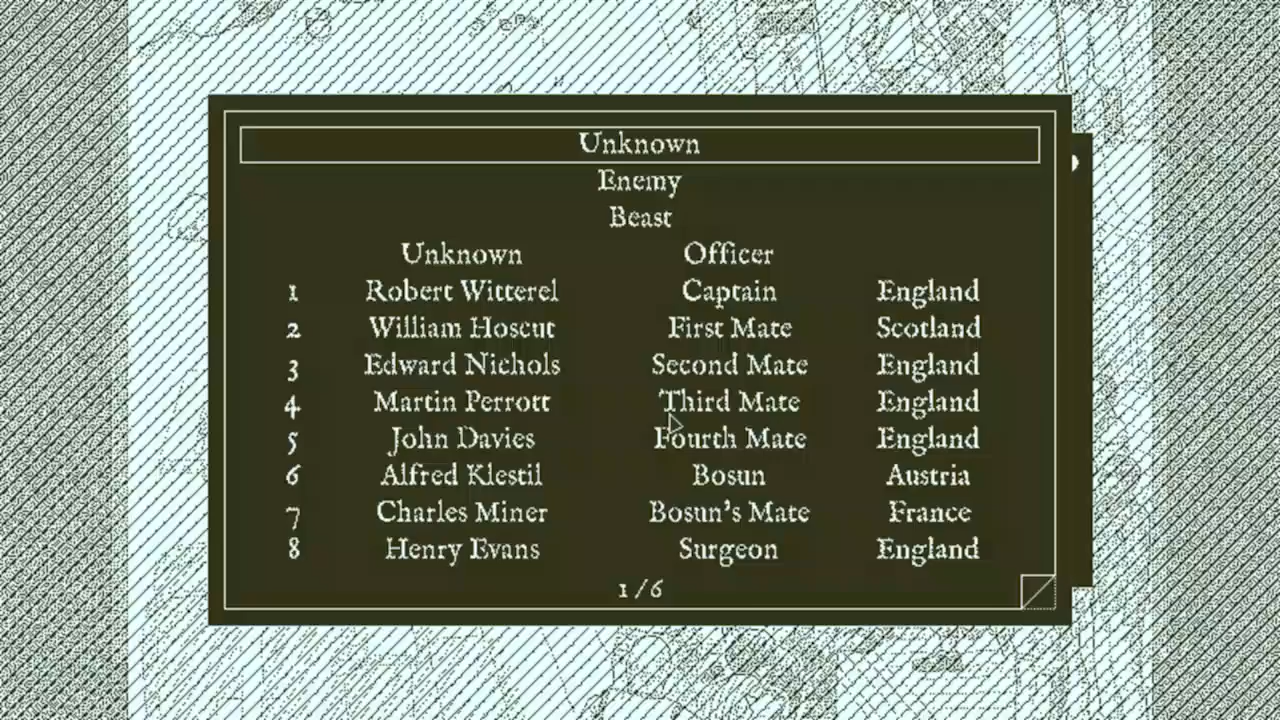 Unknown
Enemy
Beast
Unknown Officer
1 Robert Witterel Captain England
2 William Hoscut First Mate Scotland
3 Edward Nichols Second Mate England
4 Martin Perrott Third Mate England
5 John Davies Fourth Mate England
6 Alfred Klestil Bosun Austria
7 Charles Miner Bosun's Mate France
8 Henry Evans Surgeon England
1/6